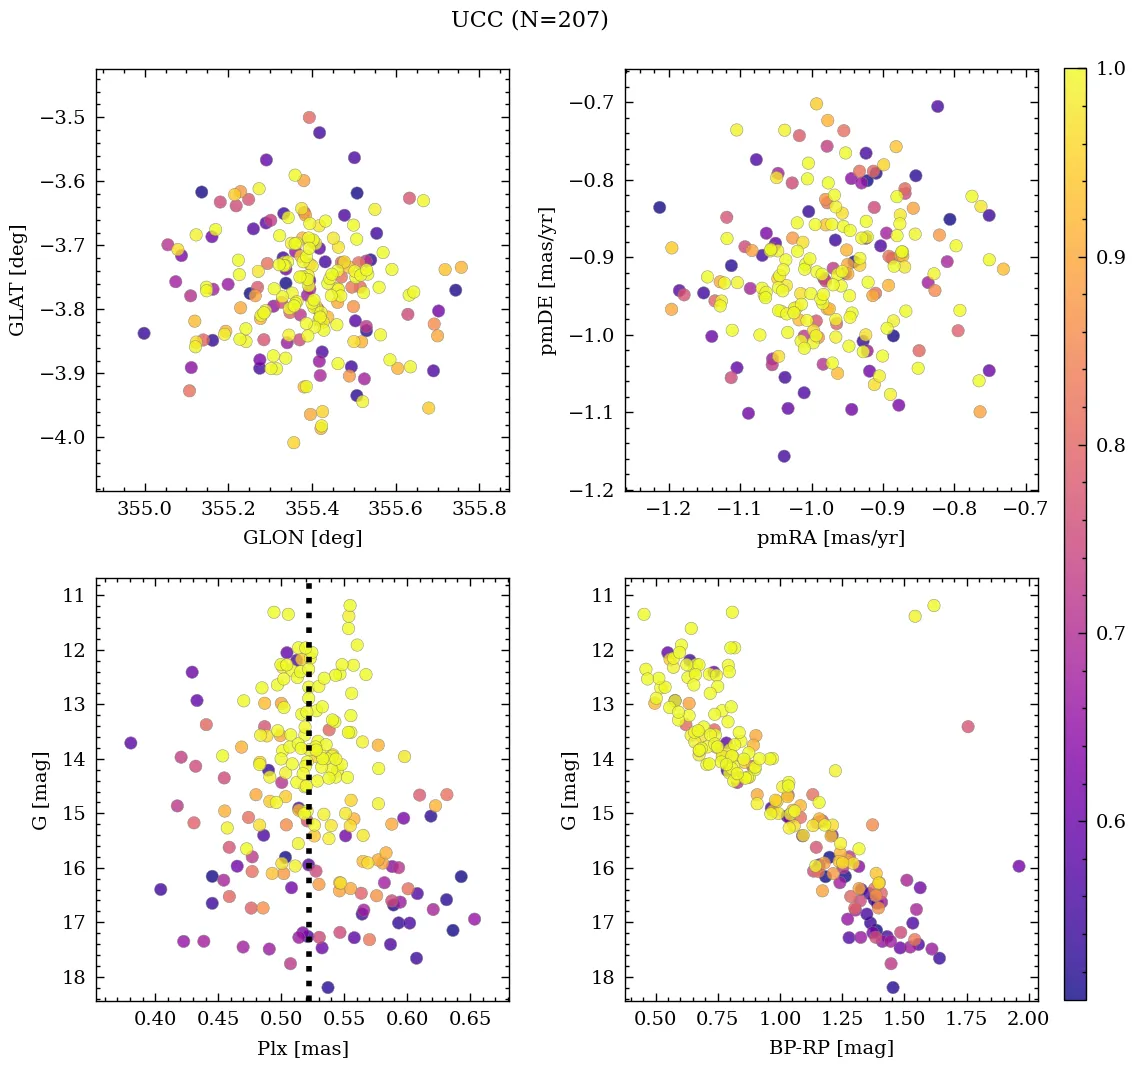 UCC (N=207)
−3.5
−3.6
−3.7
−3.8
−3.9
−4.0
GLAT [deg]
355.0 355.2 355.4 355.6 355.8
GLON [deg]
−0.7
−0.8
−0.9
−1.0
−1.1
−1.2
pmDE [mas/yr]
−1.2 −1.1 −1.0 −0.9 −0.8 −0.7
pmRA [mas/yr]
11
12
13
14
15
16
17
18
G [mag]
0.40 0.45 0.50 0.55 0.60 0.65
Plx [mas]
11
12
13
14
15
16
17
18
G [mag]
0.50 0.75 1.00 1.25 1.50 1.75 2.00
BP-RP [mag]
1.0
0.9
0.8
0.7
0.6